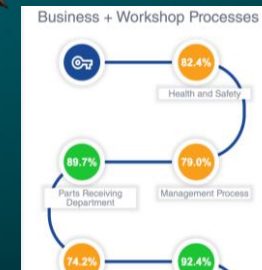 Business + Workshop Processes
82.4%
Health and Safety
89.7%
79.0%
Parts Receiving
Department
Management Process
74.2%
92.4%